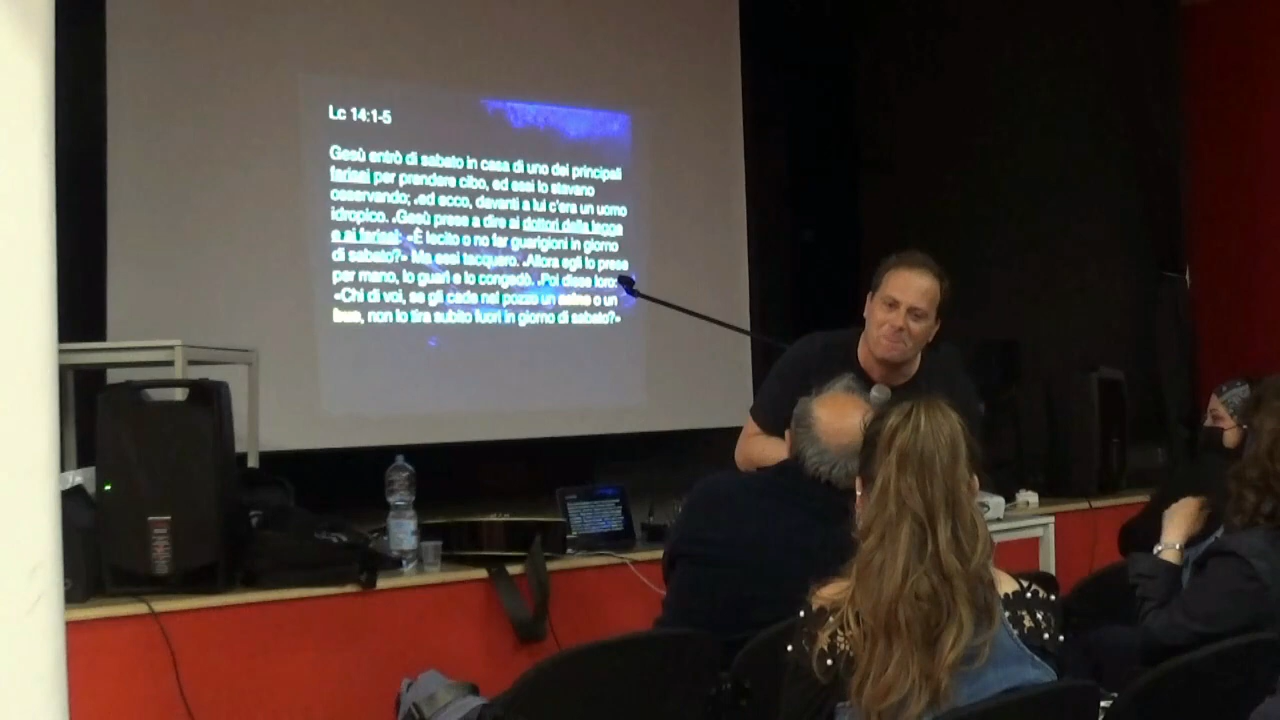 Lc 14:1-5
Gesù entrò di sabato in casa di uno dei principali
farisei per prendere cibo, ed essi lo stavano
osservando; .ed ecco, davanti a lui c'era un uomo
idropico. .Gesù prese a dire ai dottori della legge
e ai farisei: «È lecito o no far guarigioni in giorno
di sabato?» Ma essi tacquero. .Allora egli lo prese
per mano, lo guarì e lo congedò. .Poi disse loro:
«Chi di voi, se gli cade nel pozzo un asino o un
bue, non lo tira subito fuori in giorno di sabato?»